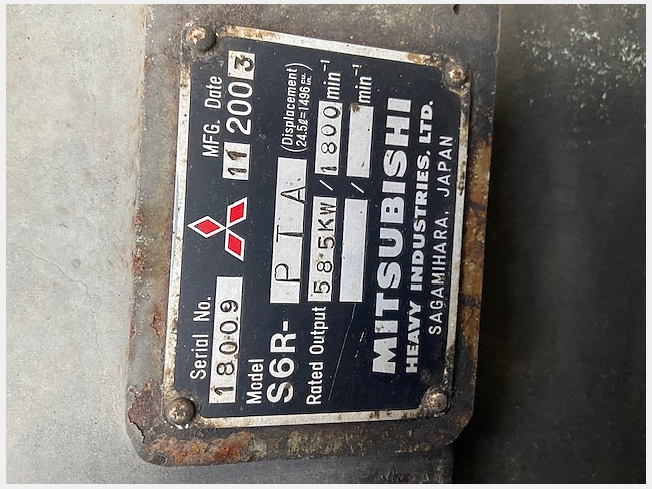 Serial No. MFG. Date
18009 11 2003
Model
S6R- PTA (Displacement 24.5ℓ=1496 cu. in.)
Rated Output 585KW / 1800 min⁻¹
/ min⁻¹
MITSUBISHI
HEAVY INDUSTRIES, LTD.
SAGAMIHARA, JAPAN